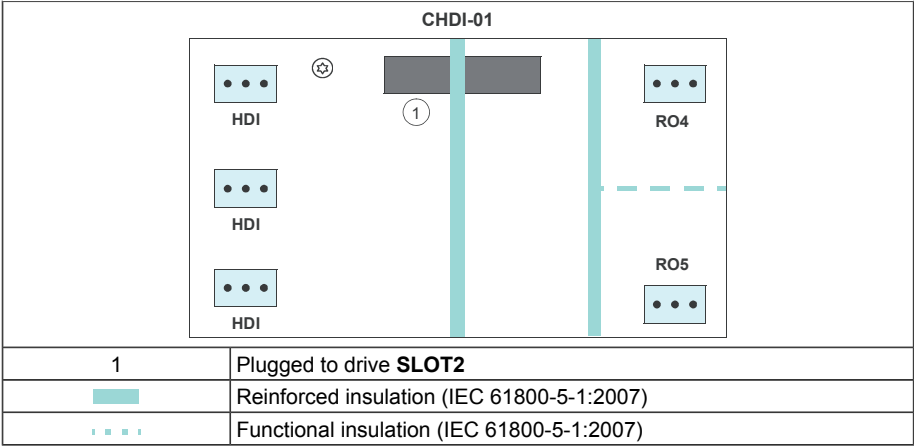 CHDI-01
HDI
1
RO4
HDI
RO5
HDI
1 Plugged to drive SLOT2
Reinforced insulation (IEC 61800-5-1:2007)
Functional insulation (IEC 61800-5-1:2007)